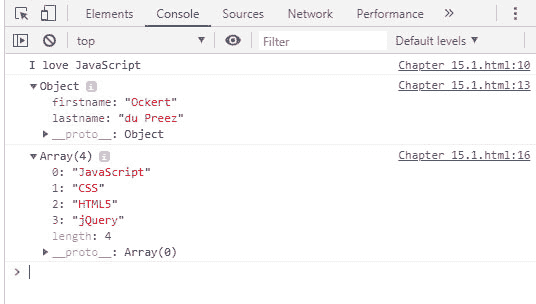 Elements Console Sources Network Performance »
top Filter Default levels
I love JavaScript Chapter 15.1.html:10
Object Chapter 15.1.html:13
firstname: "Ockert"
lastname: "du Preez"
__proto__: Object
Array(4) Chapter 15.1.html:16
0: "JavaScript"
1: "CSS"
2: "HTML5"
3: "jQuery"
length: 4
__proto__: Array(0)
>